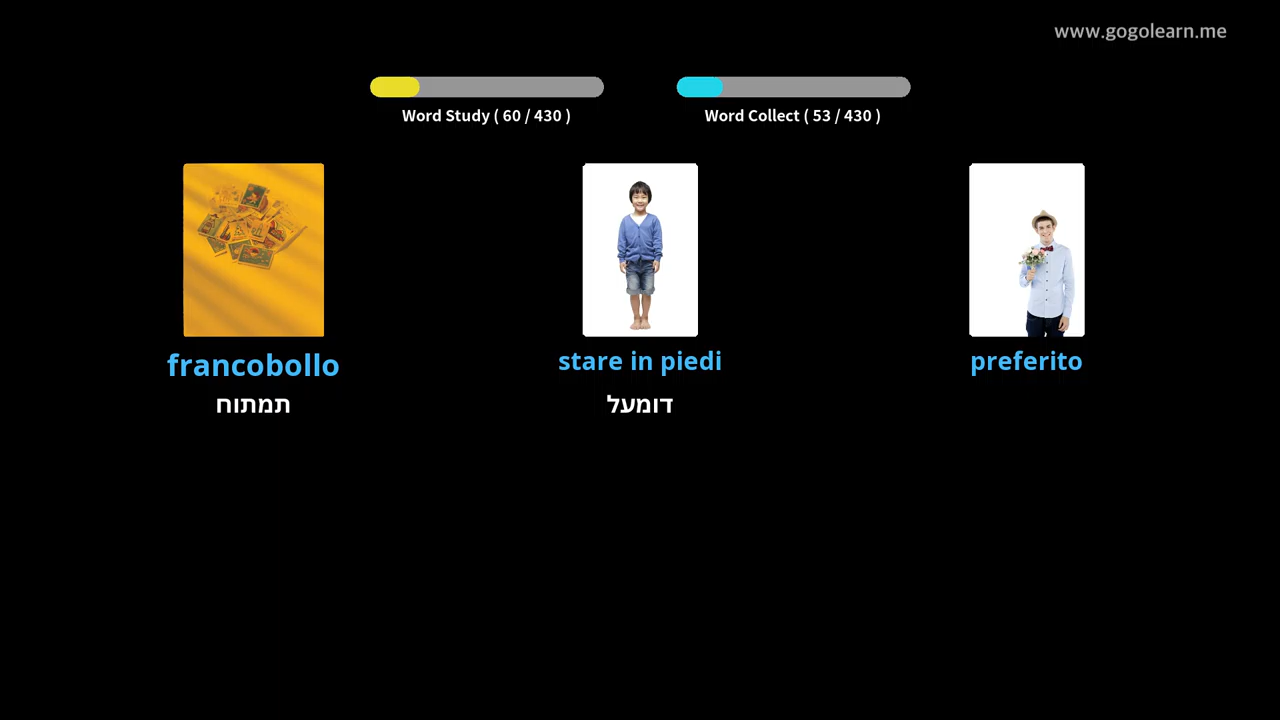 www.gogolearn.me
Word Study ( 60 / 430 )
Word Collect ( 53 / 430 )
francobollo
תמתוח
stare in piedi
דומעל
preferito